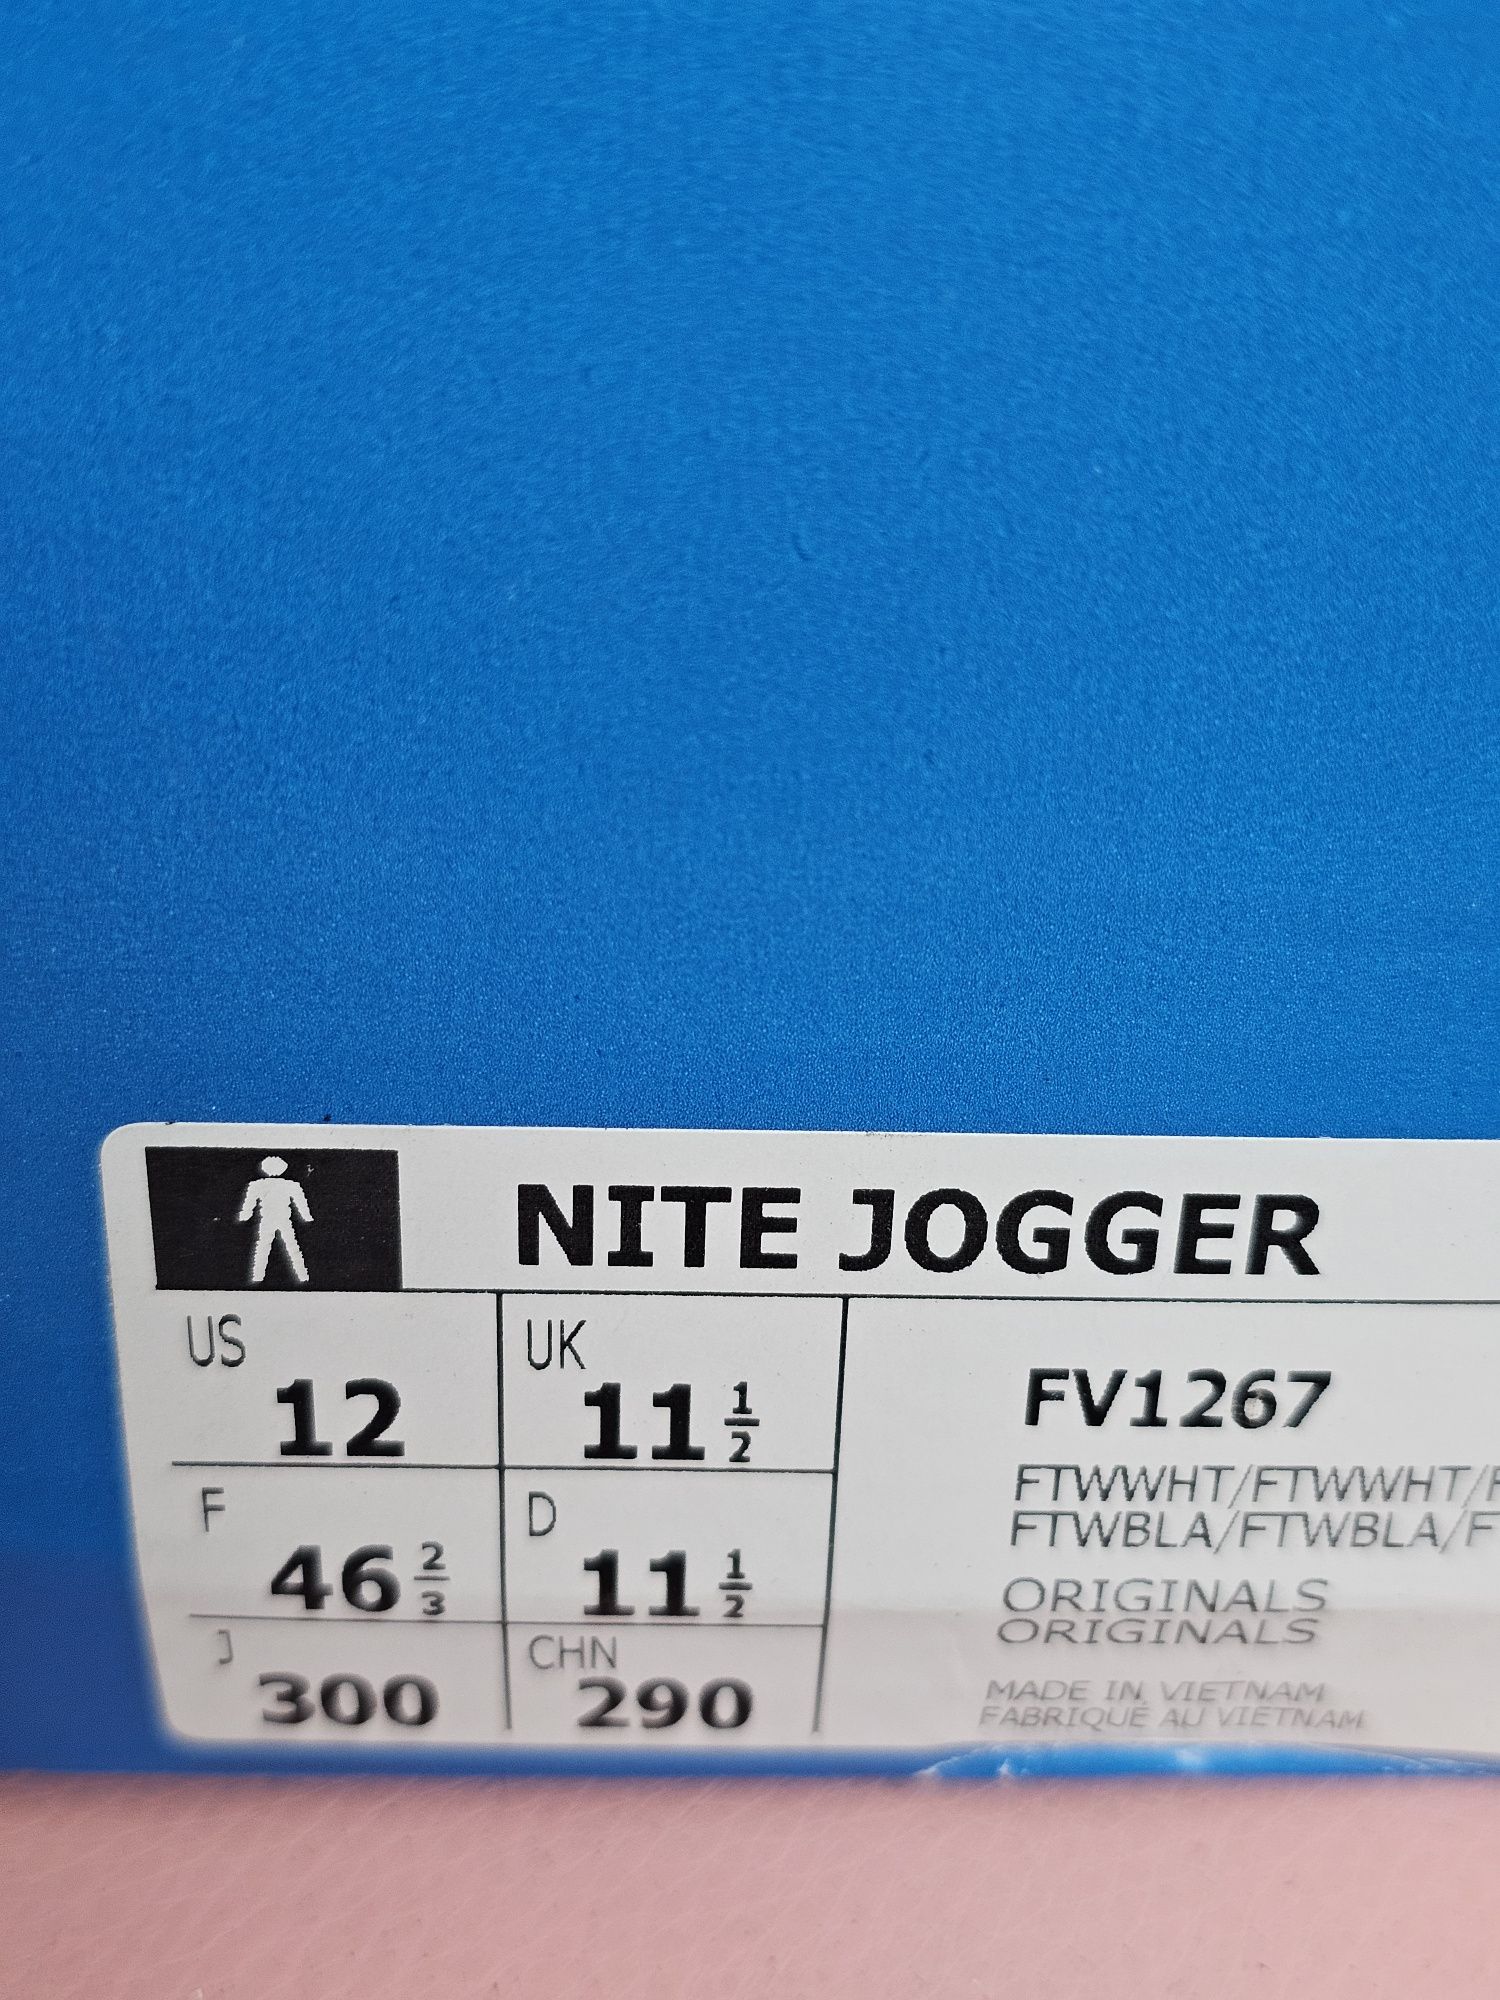 NITE JOGGER
US 12 UK 11 1/2
F 46 2/3 D 11 1/2
J 300 CHN 290
FV1267
FTWWHT/FTWWHT/F
FTWBLA/FTWBLA/FT
ORIGINALS
ORIGINALS
MADE IN VIETNAM
FABRIQUÉ AU VIETNAM